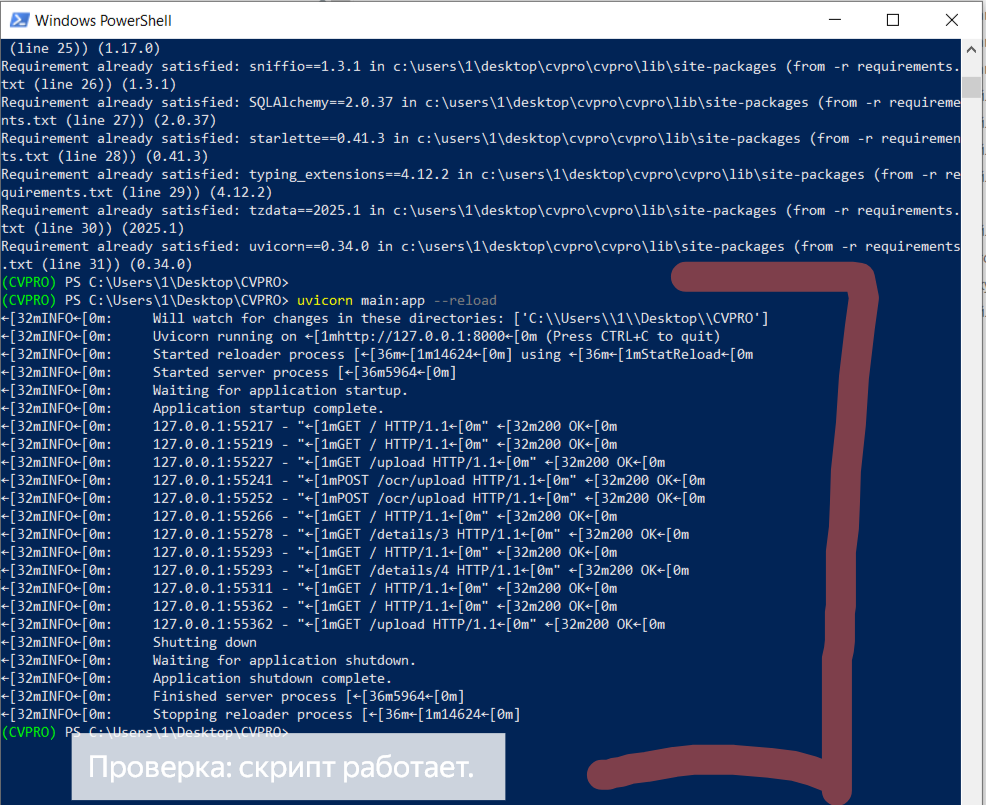 Windows PowerShell
(line 25)) (1.17.0)
Requirement already satisfied: sniffio==1.3.1 in c:\users\1\desktop\cvpro\cvpro\lib\site-packages (from -r requirements.
txt (line 26)) (1.3.1)
Requirement already satisfied: SQLAlchemy==2.0.37 in c:\users\1\desktop\cvpro\cvpro\lib\site-packages (from -r requireme
nts.txt (line 27)) (2.0.37)
Requirement already satisfied: starlette==0.41.3 in c:\users\1\desktop\cvpro\cvpro\lib\site-packages (from -r requiremen
ts.txt (line 28)) (0.41.3)
Requirement already satisfied: typing_extensions==4.12.2 in c:\users\1\desktop\cvpro\cvpro\lib\site-packages (from -r re
quirements.txt (line 29)) (4.12.2)
Requirement already satisfied: tzdata==2025.1 in c:\users\1\desktop\cvpro\cvpro\lib\site-packages (from -r requirements.
txt (line 30)) (2025.1)
Requirement already satisfied: uvicorn==0.34.0 in c:\users\1\desktop\cvpro\cvpro\lib\site-packages (from -r requirements
.txt (line 31)) (0.34.0)
(CVPRO) PS C:\Users\1\Desktop\CVPRO>
(CVPRO) PS C:\Users\1\Desktop\CVPRO> uvicorn main:app --reload
←[32mINFO←[0m:     Will watch for changes in these directories: ['C:\\Users\\1\\Desktop\\CVPRO']
←[32mINFO←[0m:     Uvicorn running on ←[1mhttp://127.0.0.1:8000←[0m (Press CTRL+C to quit)
←[32mINFO←[0m:     Started reloader process [←[36m←[1m14624←[0m] using ←[36m←[1mStatReload←[0m
←[32mINFO←[0m:     Started server process [←[36m5964←[0m]
←[32mINFO←[0m:     Waiting for application startup.
←[32mINFO←[0m:     Application startup complete.
←[32mINFO←[0m:     127.0.0.1:55217 - "←[1mGET / HTTP/1.1←[0m" ←[32m200 OK←[0m
←[32mINFO←[0m:     127.0.0.1:55219 - "←[1mGET / HTTP/1.1←[0m" ←[32m200 OK←[0m
←[32mINFO←[0m:     127.0.0.1:55227 - "←[1mGET /upload HTTP/1.1←[0m" ←[32m200 OK←[0m
←[32mINFO←[0m:     127.0.0.1:55241 - "←[1mPOST /ocr/upload HTTP/1.1←[0m" ←[32m200 OK←[0m
←[32mINFO←[0m:     127.0.0.1:55252 - "←[1mPOST /ocr/upload HTTP/1.1←[0m" ←[32m200 OK←[0m
←[32mINFO←[0m:     127.0.0.1:55266 - "←[1mGET / HTTP/1.1←[0m" ←[32m200 OK←[0m
←[32mINFO←[0m:     127.0.0.1:55278 - "←[1mGET /details/3 HTTP/1.1←[0m" ←[32m200 OK←[0m
←[32mINFO←[0m:     127.0.0.1:55293 - "←[1mGET / HTTP/1.1←[0m" ←[32m200 OK←[0m
←[32mINFO←[0m:     127.0.0.1:55293 - "←[1mGET /details/4 HTTP/1.1←[0m" ←[32m200 OK←[0m
←[32mINFO←[0m:     127.0.0.1:55311 - "←[1mGET / HTTP/1.1←[0m" ←[32m200 OK←[0m
←[32mINFO←[0m:     127.0.0.1:55362 - "←[1mGET / HTTP/1.1←[0m" ←[32m200 OK←[0m
←[32mINFO←[0m:     127.0.0.1:55362 - "←[1mGET /upload HTTP/1.1←[0m" ←[32m200 OK←[0m
←[32mINFO←[0m:     Shutting down
←[32mINFO←[0m:     Waiting for application shutdown.
←[32mINFO←[0m:     Application shutdown complete.
←[32mINFO←[0m:     Finished server process [←[36m5964←[0m]
←[32mINFO←[0m:     Stopping reloader process [←[36m←[1m14624←[0m]
(CVPRO) PS C:\Users\1\Desktop\CVPRO>
Проверка: скрипт работает.